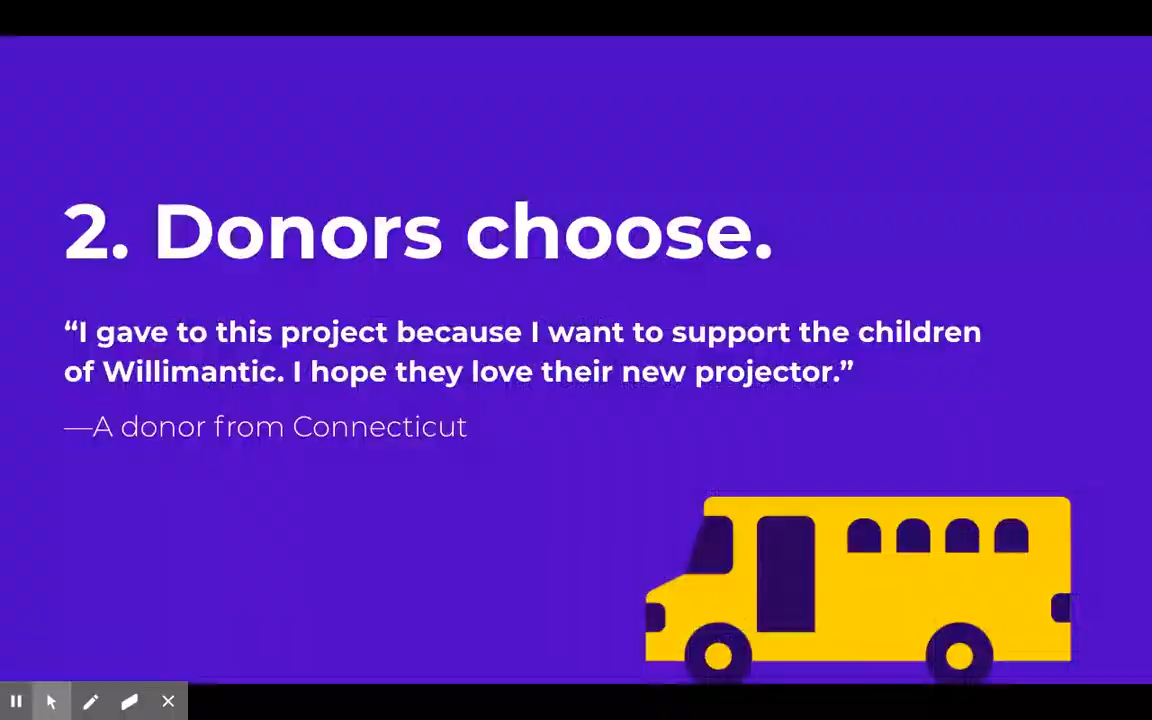 2. Donors choose.
“I gave to this project because I want to support the children
of Willimantic. I hope they love their new projector.”
—A donor from Connecticut